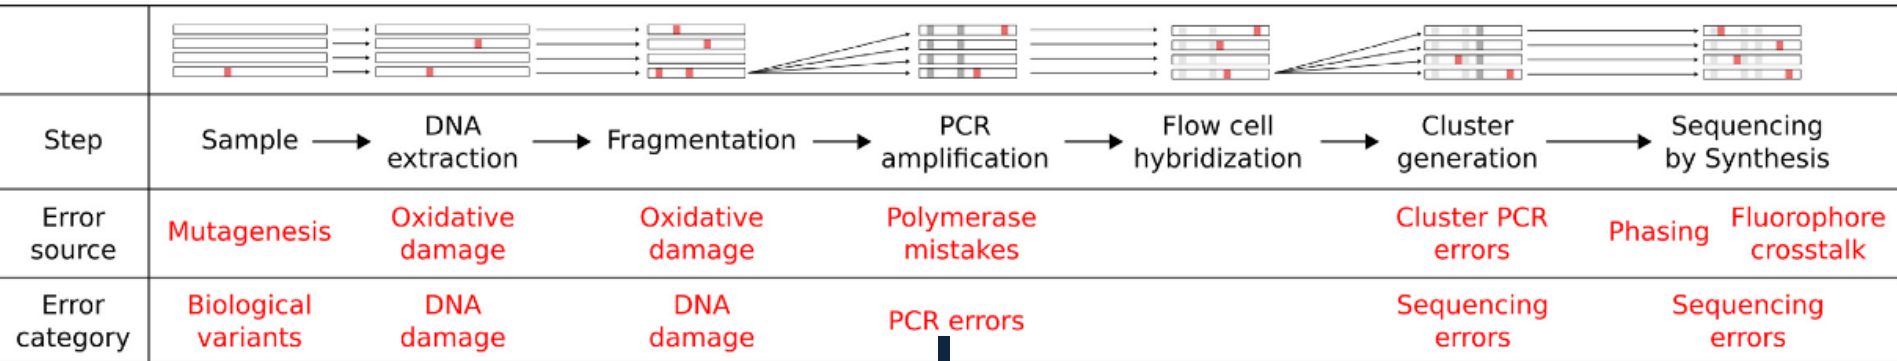 Step
Sample
DNA
extraction
Fragmentation
PCR
amplification
Flow cell
hybridization
Cluster
generation
Sequencing
by Synthesis
Error
source
Mutagenesis
Oxidative
damage
Oxidative
damage
Polymerase
mistakes
Cluster PCR
errors
Phasing
Fluorophore
crosstalk
Error
category
Biological
variants
DNA
damage
DNA
damage
PCR errors
Sequencing
errors
Sequencing
errors